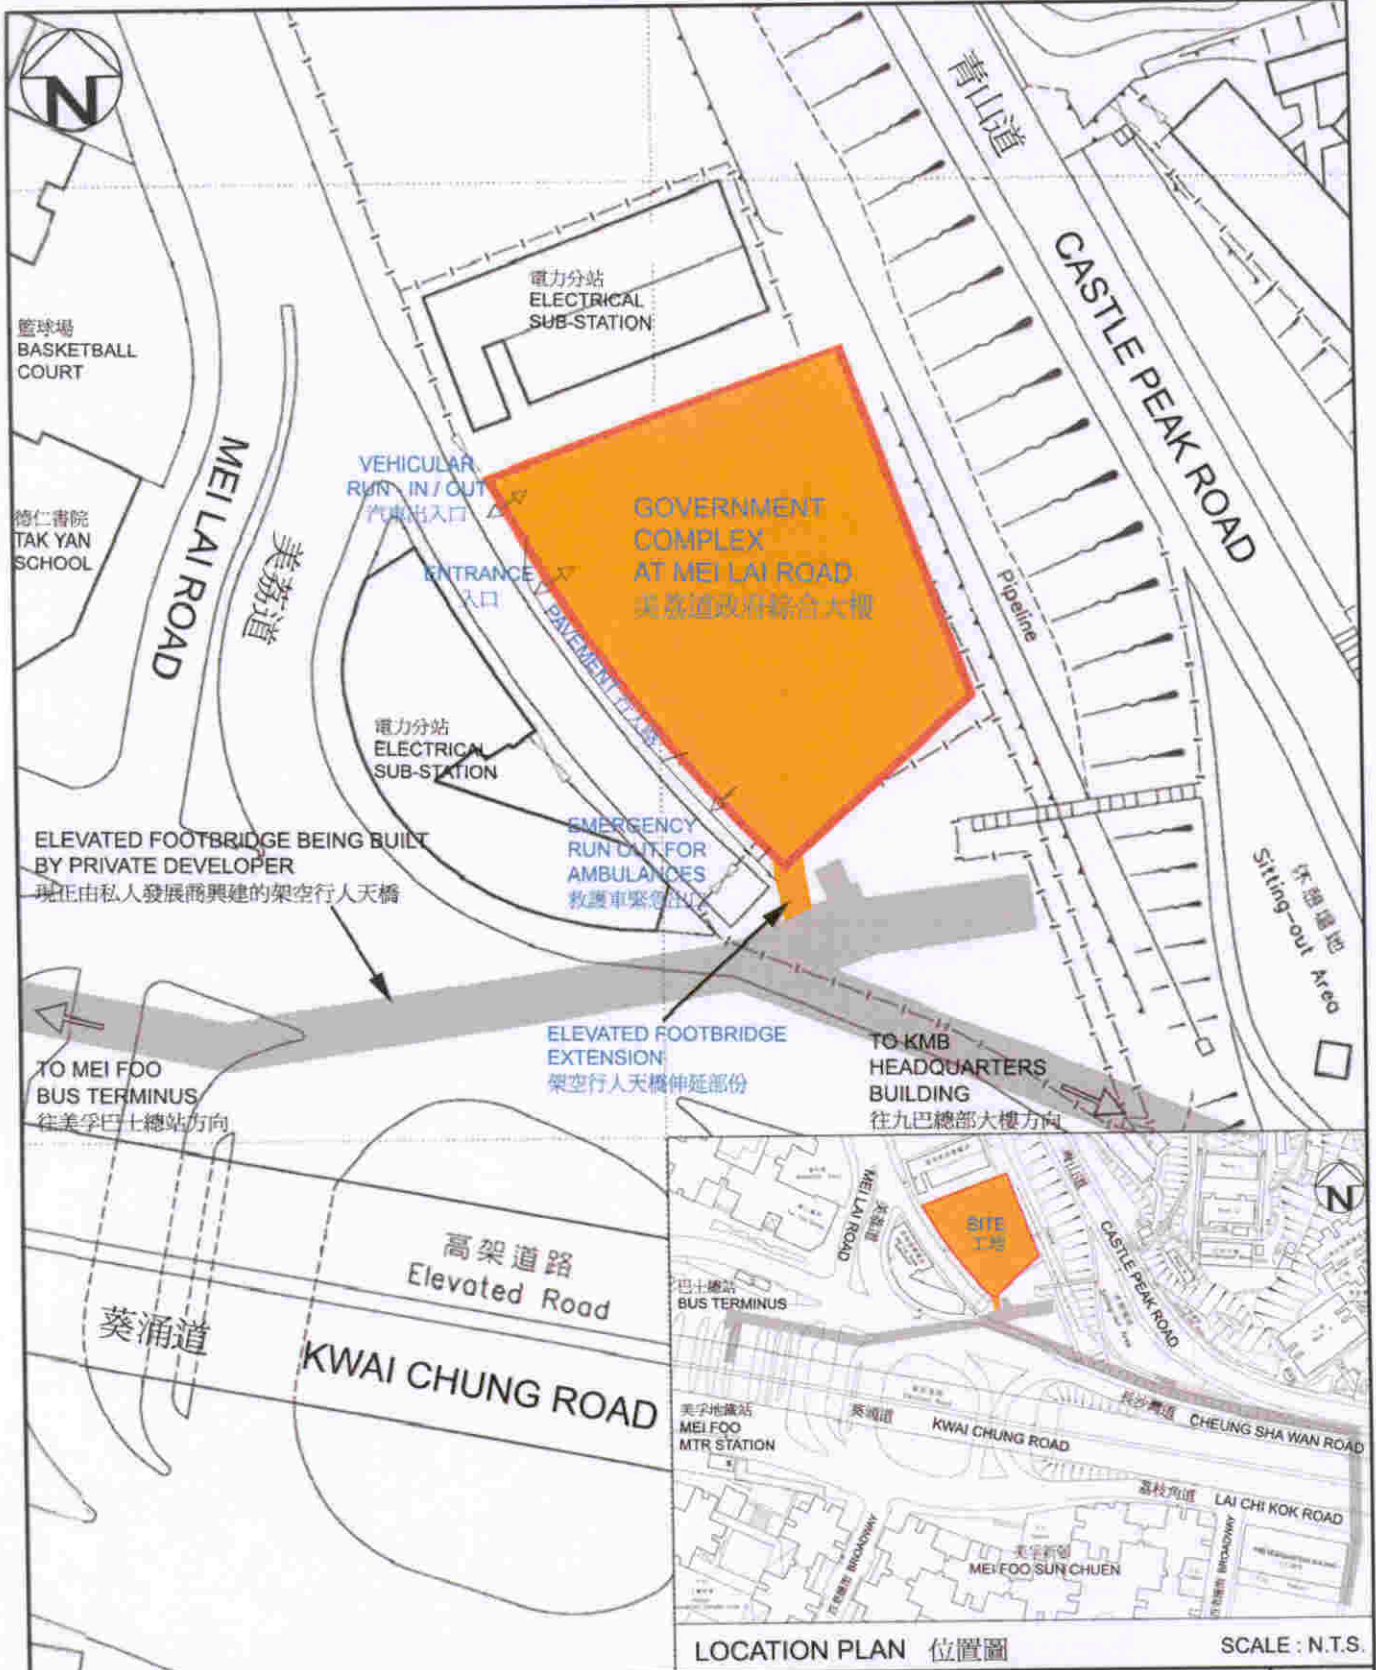 N
青山道
CASTLE PEAK ROAD
電力分站
ELECTRICAL
SUB-STATION
籃球場
BASKETBALL
COURT
MEI LAI ROAD
美荔道
德仁書院
TAK YAN
SCHOOL
VEHICULAR
RUN - IN / OUT
汽車出入口
ENTRANCE
入口
GOVERNMENT
COMPLEX
AT MEI LAI ROAD
美荔道政府綜合大樓
PAVEMENT 行人路
Pipeline
電力分站
ELECTRICAL
SUB-STATION
EMERGENCY
RUN OUT FOR
AMBULANCES
救護車緊急出口
ELEVATED FOOTBRIDGE BEING BUILT
BY PRIVATE DEVELOPER
現正由私人發展商興建的架空行人天橋
休憩場地
Sitting-out Area
TO MEI FOO
BUS TERMINUS
往美孚巴士總站方向
ELEVATED FOOTBRIDGE
EXTENSION
架空行人天橋伸延部份
TO KMB
HEADQUARTERS
BUILDING
往九巴總部大樓方向
高架道路
Elevated Road
葵涌道
KWAI CHUNG ROAD
N
MEI LAI ROAD
美荔道
SITE
工地
青山道
CASTLE PEAK ROAD
巴士總站
BUS TERMINUS
美孚地鐵站
MEI FOO
MTR STATION
葵涌道
KWAI CHUNG ROAD
長沙灣道
CHEUNG SHA WAN ROAD
荔枝角道
LAI CHI KOK ROAD
美孚新邨
MEI FOO SUN CHUEN
百老匯街 BROADWAY
百老匯街 BROADWAY
LOCATION PLAN 位置圖
SCALE : N.T.S.